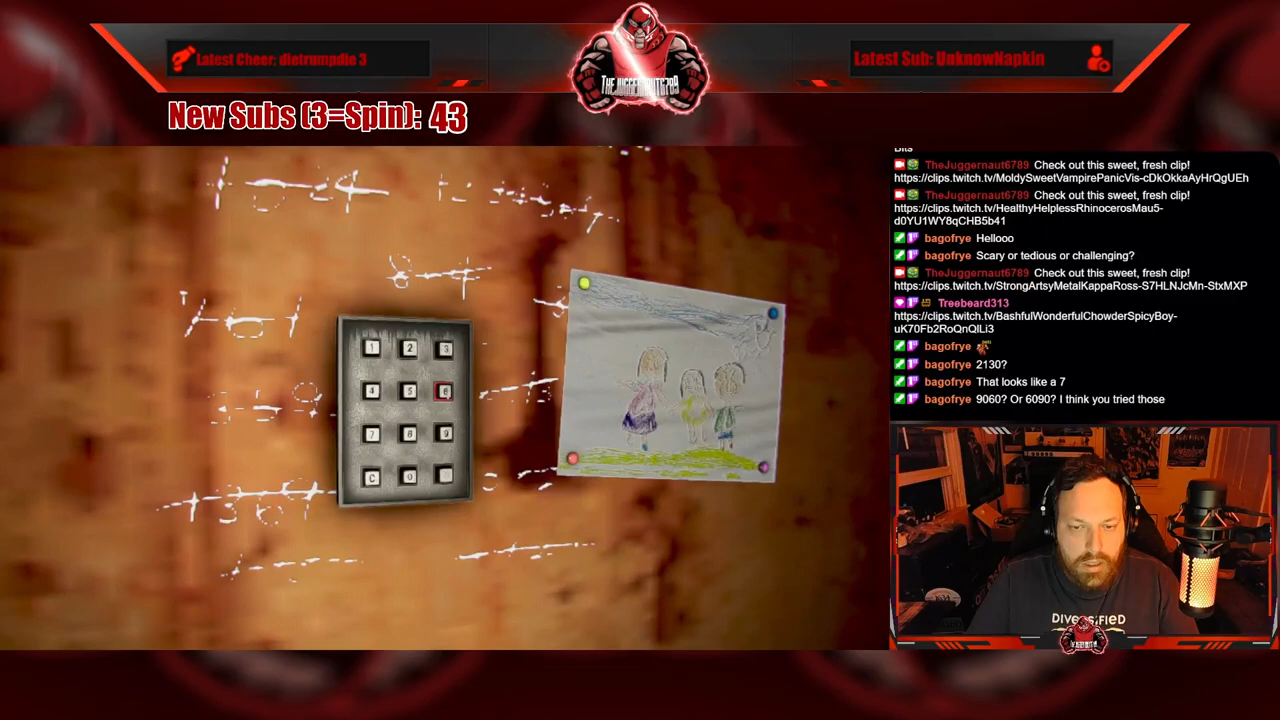 Latest Cheer: dietrumpdie 3
THEJUGGERNAUT6789
Latest Sub: UnknowNapkin
New Subs (3=Spin): 43
Bits
TheJuggernaut6789 Check out this sweet, fresh clip!
https://clips.twitch.tv/MoldySweetVampirePanicVis-cDkOkkaAyHrQgUEh
TheJuggernaut6789 Check out this sweet, fresh clip!
https://clips.twitch.tv/HealthyHelplessRhinocerosMau5-
d0YU1WY8qCHB5b41
bagofrye Hellooo
bagofrye Scary or tedious or challenging?
TheJuggernaut6789 Check out this sweet, fresh clip!
https://clips.twitch.tv/StrongArtsyMetalKappaRoss-S7HLNJcMn-StxMXP
Treebeard313
https://clips.twitch.tv/BashfulWonderfulChowderSpicyBoy-
uK70Fb2RoQnQlLi3
bagofrye
bagofrye 2130?
bagofrye That looks like a 7
bagofrye 9060? Or 6090? I think you tried those
1 2 3
4 5 6
7 8 9
C 0
DIVERSIFIED